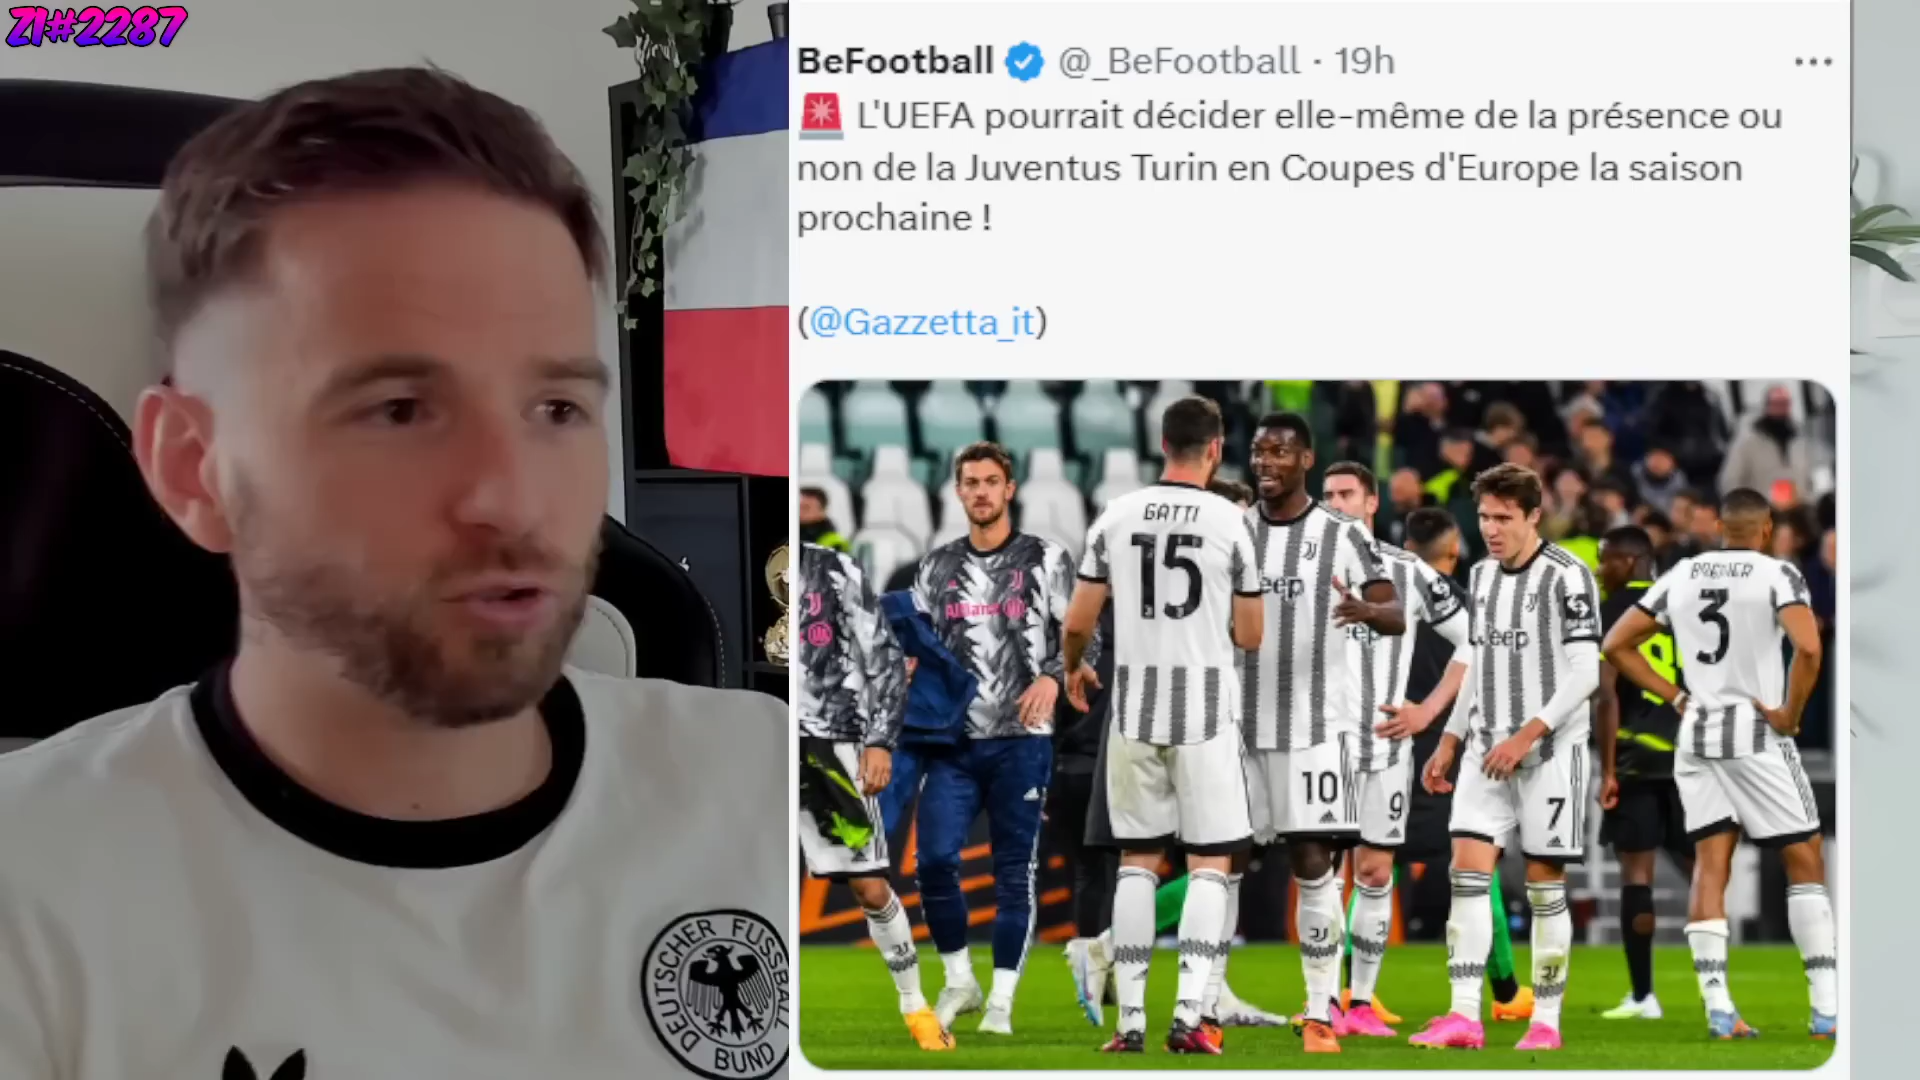 ZI#2287
BeFootball @_BeFootball · 19h
🚨 L'UEFA pourrait décider elle-même de la présence ou
non de la Juventus Turin en Coupes d'Europe la saison
prochaine !
(@Gazzetta_it)
GATTI
15
Jeep
10
9
Jeep
7
3
Allianz
DEUTSCHER FUSSBALL
BUND